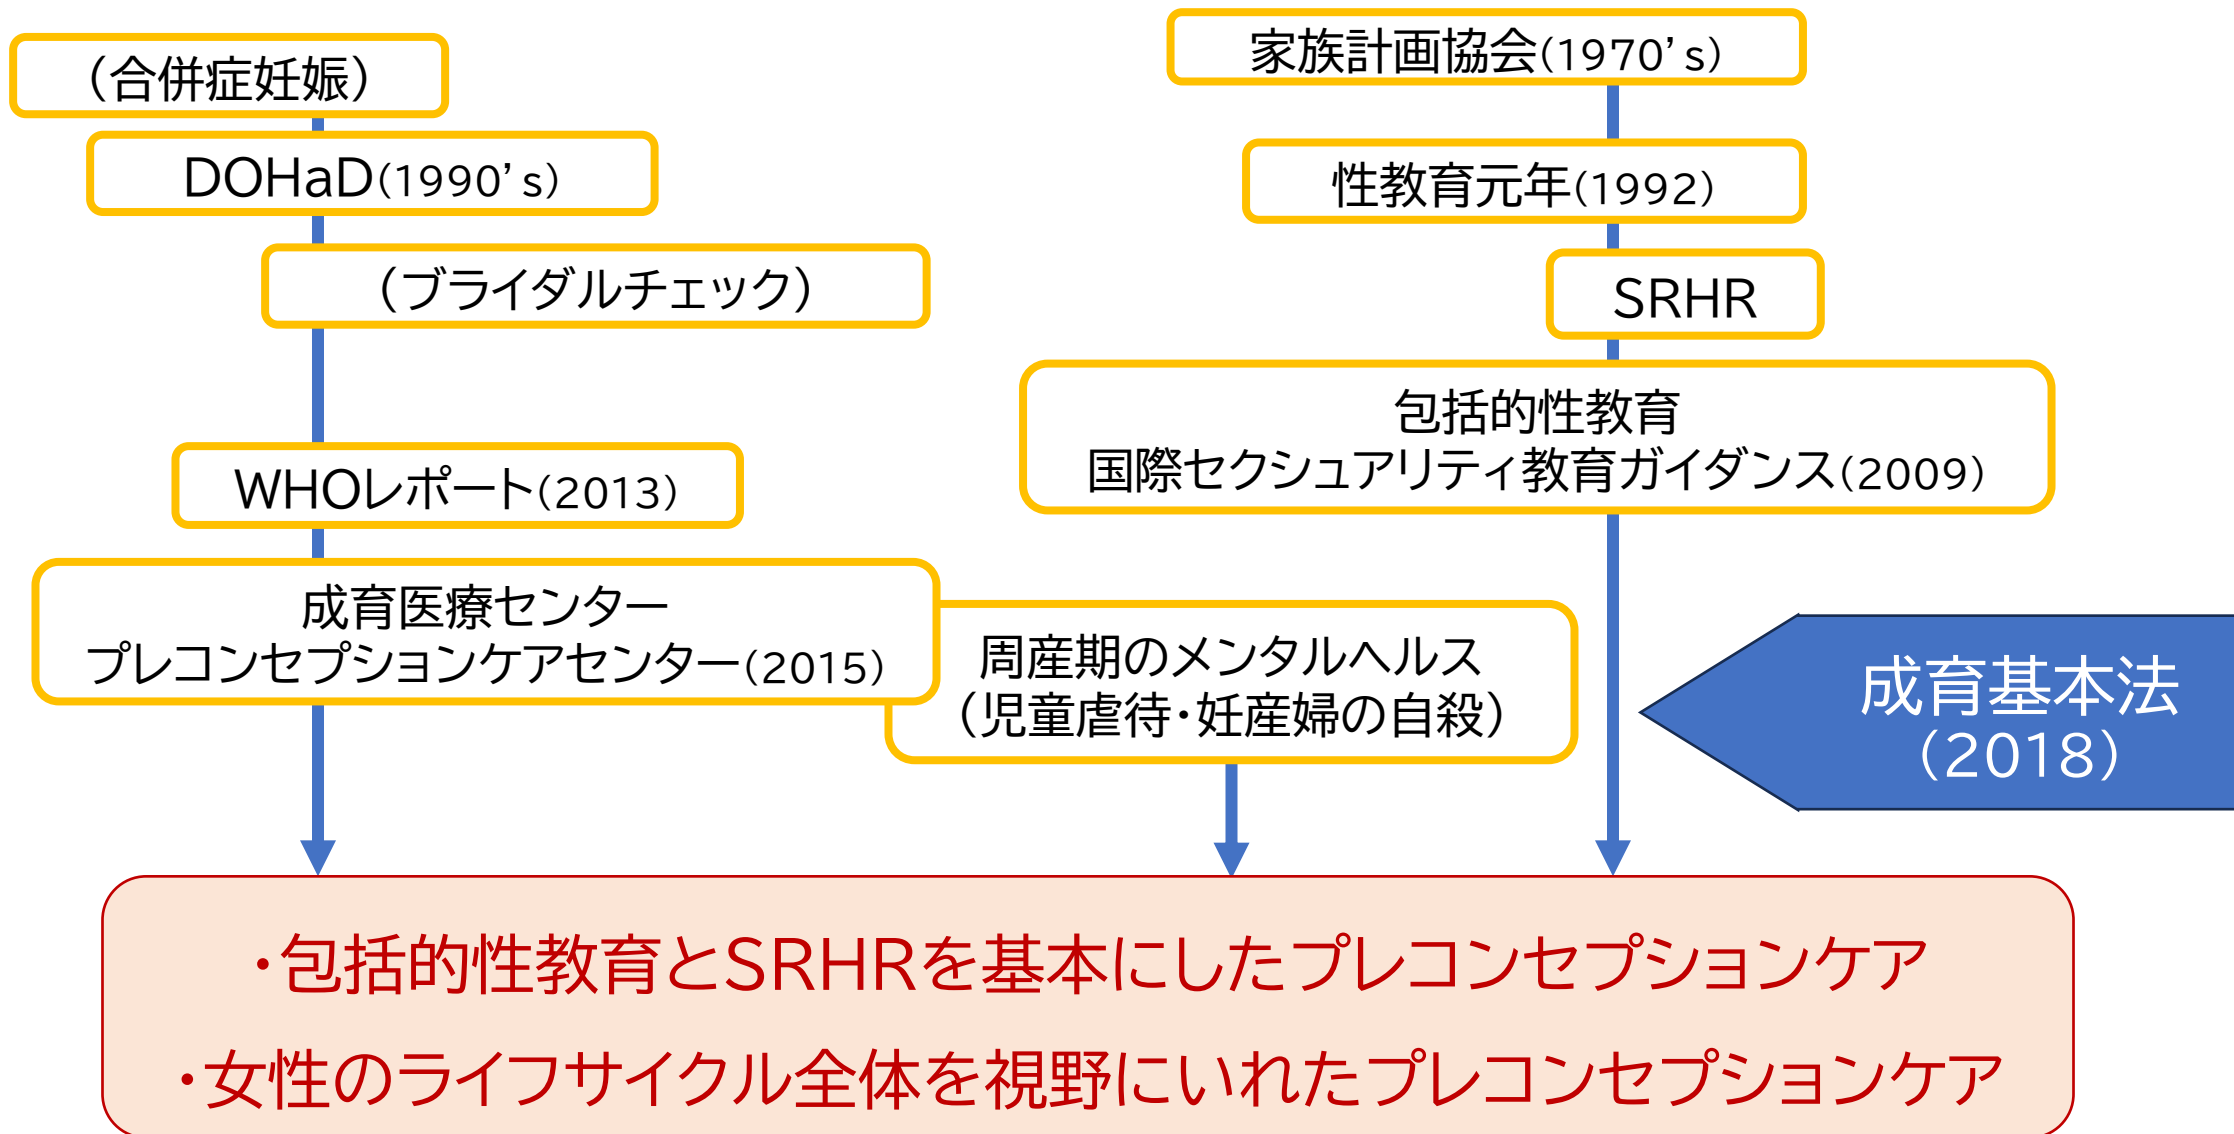 （合併症妊娠）
DOHaD(1990’s)
（ブライダルチェック）
WHOレポート(2013)
成育医療センター
プレコンセプションケアセンター(2015)
周産期のメンタルヘルス
（児童虐待・妊産婦の自殺）
家族計画協会(1970’s)
性教育元年(1992)
SRHR
包括的性教育
国際セクシュアリティ教育ガイダンス(2009)
成育基本法
（2018）
・包括的性教育とSRHRを基本にしたプレコンセプションケア
・女性のライフサイクル全体を視野にいれたプレコンセプションケア